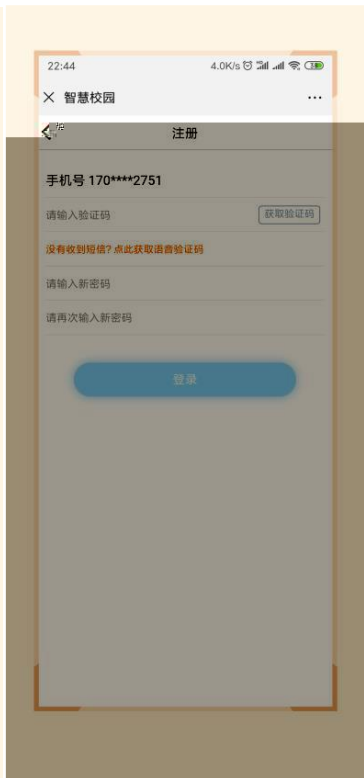 22:44 4.0K/s
智慧校园
注册
手机号 170****2751
请输入验证码 获取验证码
没有收到短信? 点此获取语音验证码
请输入新密码
请再次输入新密码
登录